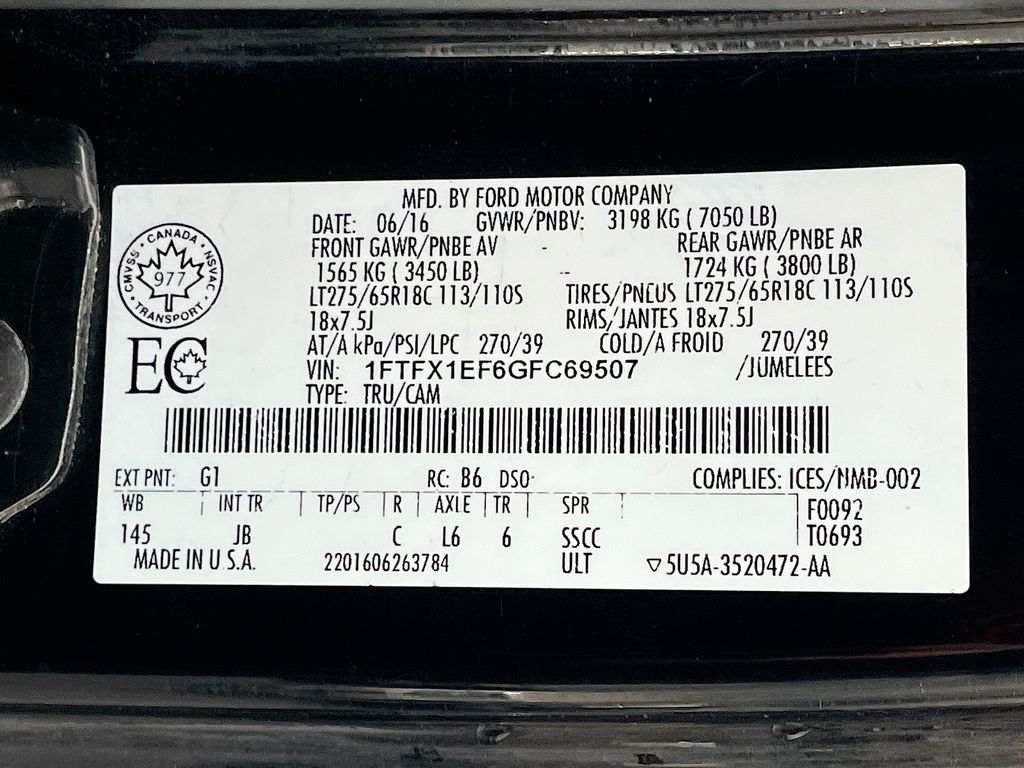 MFD. BY FORD MOTOR COMPANY
DATE: 06/16 GVWR/PNBV: 3198 KG ( 7050 LB)
FRONT GAWR/PNBE AV - REAR GAWR/PNBE AR
1565 KG ( 3450 LB) -- 1724 KG ( 3800 LB)
LT275/65R18C 113/110S TIRES/PNEUS LT275/65R18C 113/110S
18x7.5J RIMS/JANTES 18x7.5J
AT/A kPa/PSI/LPC 270/39 COLD/A FROID 270/39
VIN: 1FTFX1EF6GFC69507 /JUMELEES
TYPE: TRU/CAM
CMVSS • CANADA • NSVAC • TRANSPORT •
977
EC
EXT PNT: G1 RC: B6 DSO: COMPLIES: ICES/NMB-002
WB INT TR TP/PS R AXLE TR SPR F0092
145 JB C L6 6 SSCC T0693
MADE IN U.S.A. 2201606263784 ULT ▽5U5A-3520472-AA